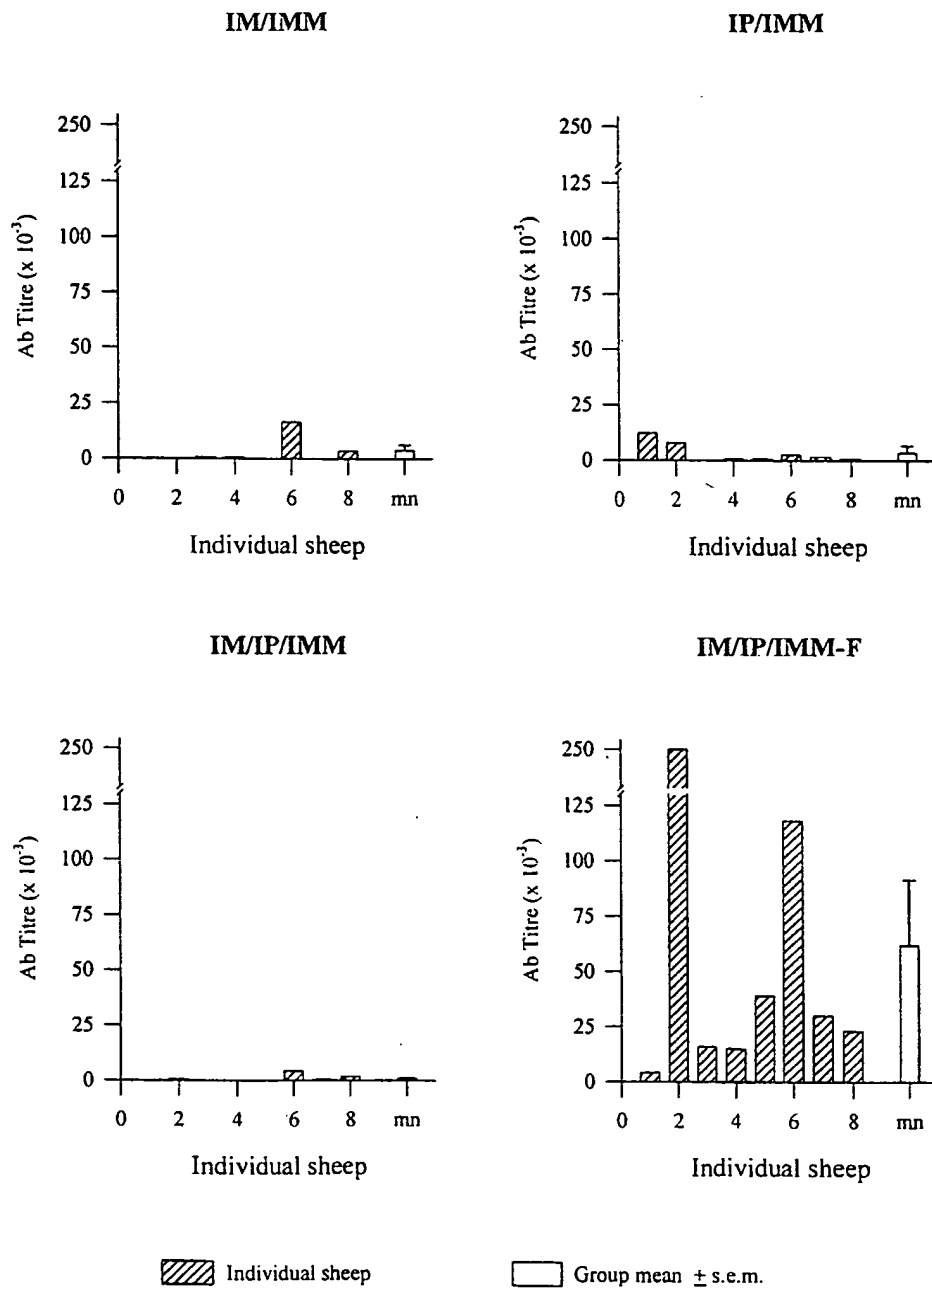 IM/IMM
IP/IMM
250
125
100
75
50
25
0
Ab Titre (x 10⁻³)
0 2 4 6 8 mn
Individual sheep
250
125
100
75
50
25
0
Ab Titre (x 10⁻³)
0 2 4 6 8 mn
Individual sheep
IM/IP/IMM
IM/IP/IMM-F
250
125
100
75
50
25
0
Ab Titre (x 10⁻³)
0 2 4 6 8 mn
Individual sheep
250
125
100
75
50
25
0
Ab Titre (x 10⁻³)
0 2 4 6 8 mn
Individual sheep
Individual sheep
Group mean ± s.e.m.